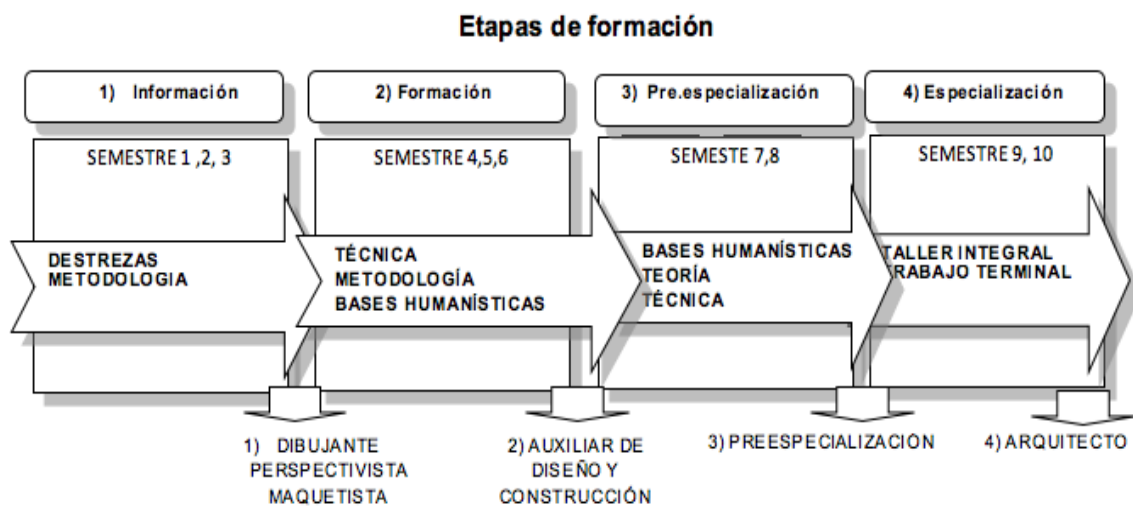 Etapas de formación
1) Información
2) Formación
3) Pre.especialización
4) Especialización
SEMESTRE 1 ,2, 3
SEMESTRE 4,5,6
SEMESTE 7,8
SEMESTRE 9, 10
DESTREZAS
METODOLOGIA
TÉCNICA
METODOLOGÍA
BASES HUMANÍSTICAS
BASES HUMANÍSTICAS
TEORÍA
TÉCNICA
TALLER INTEGRAL
TRABAJO TERMINAL
1) DIBUJANTE
PERSPECTIVISTA
MAQUETISTA
2) AUXILIAR DE
DISEÑO Y
CONSTRUCCIÓN
3) PREESPECIALIZACIÓN
4) ARQUITECTO